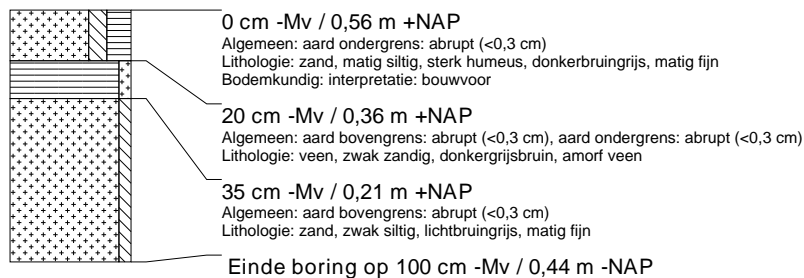 0 cm -Mv / 0,56 m +NAP
Algemeen: aard ondergrens: abrupt (<0,3 cm)
Lithologie: zand, matig siltig, sterk humeus, donkerbruingrijs, matig fijn
Bodemkundig: interpretatie: bouwvoor
20 cm -Mv / 0,36 m +NAP
Algemeen: aard bovengrens: abrupt (<0,3 cm), aard ondergrens: abrupt (<0,3 cm)
Lithologie: veen, zwak zandig, donkergrijsbruin, amorf veen
35 cm -Mv / 0,21 m +NAP
Algemeen: aard bovengrens: abrupt (<0,3 cm)
Lithologie: zand, zwak siltig, lichtbruingrijs, matig fijn
Einde boring op 100 cm -Mv / 0,44 m -NAP